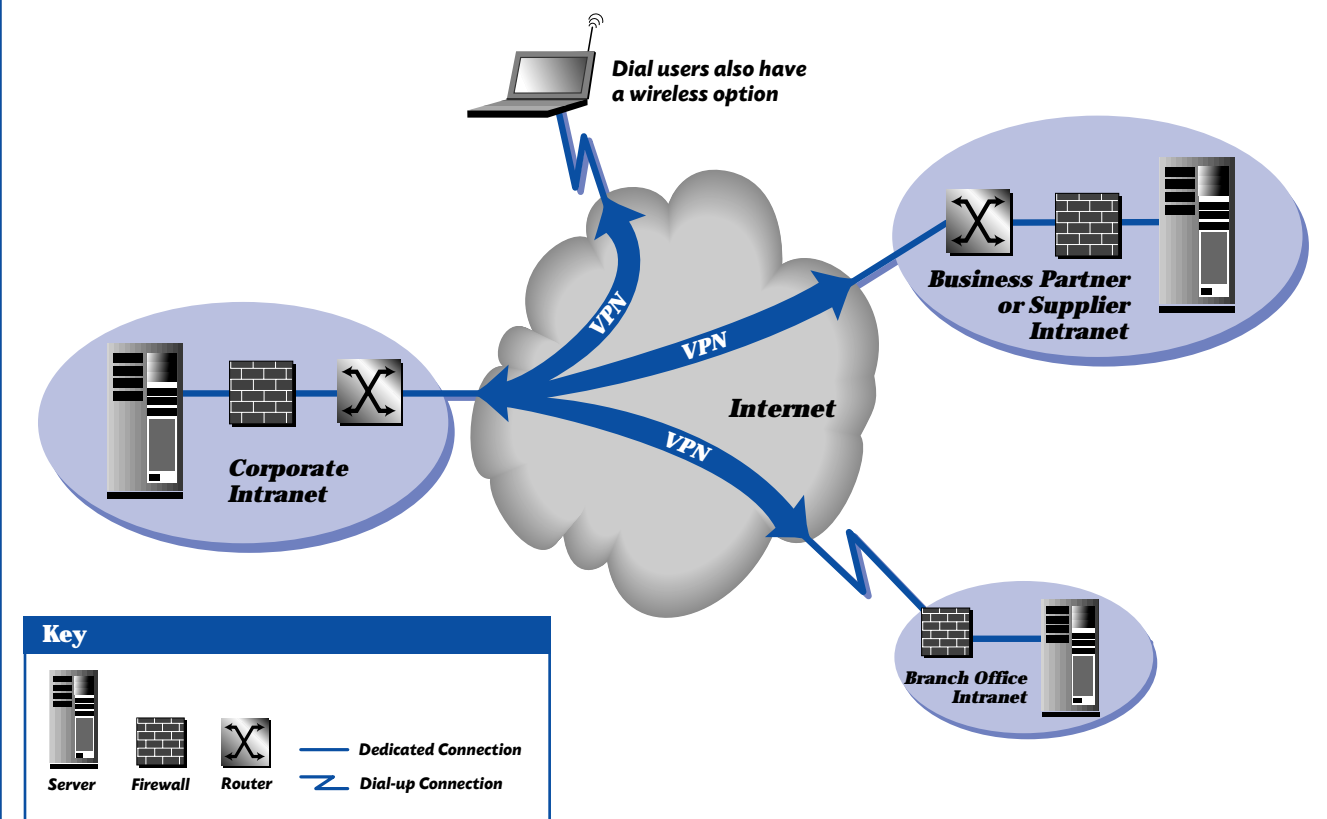 Dial users also have
a wireless option
Business Partner
or Supplier
Intranet
VPN
VPN
Internet
VPN
Corporate
Intranet
Branch Office
Intranet
Key
Server
Firewall
Router
Dedicated Connection
Dial-up Connection